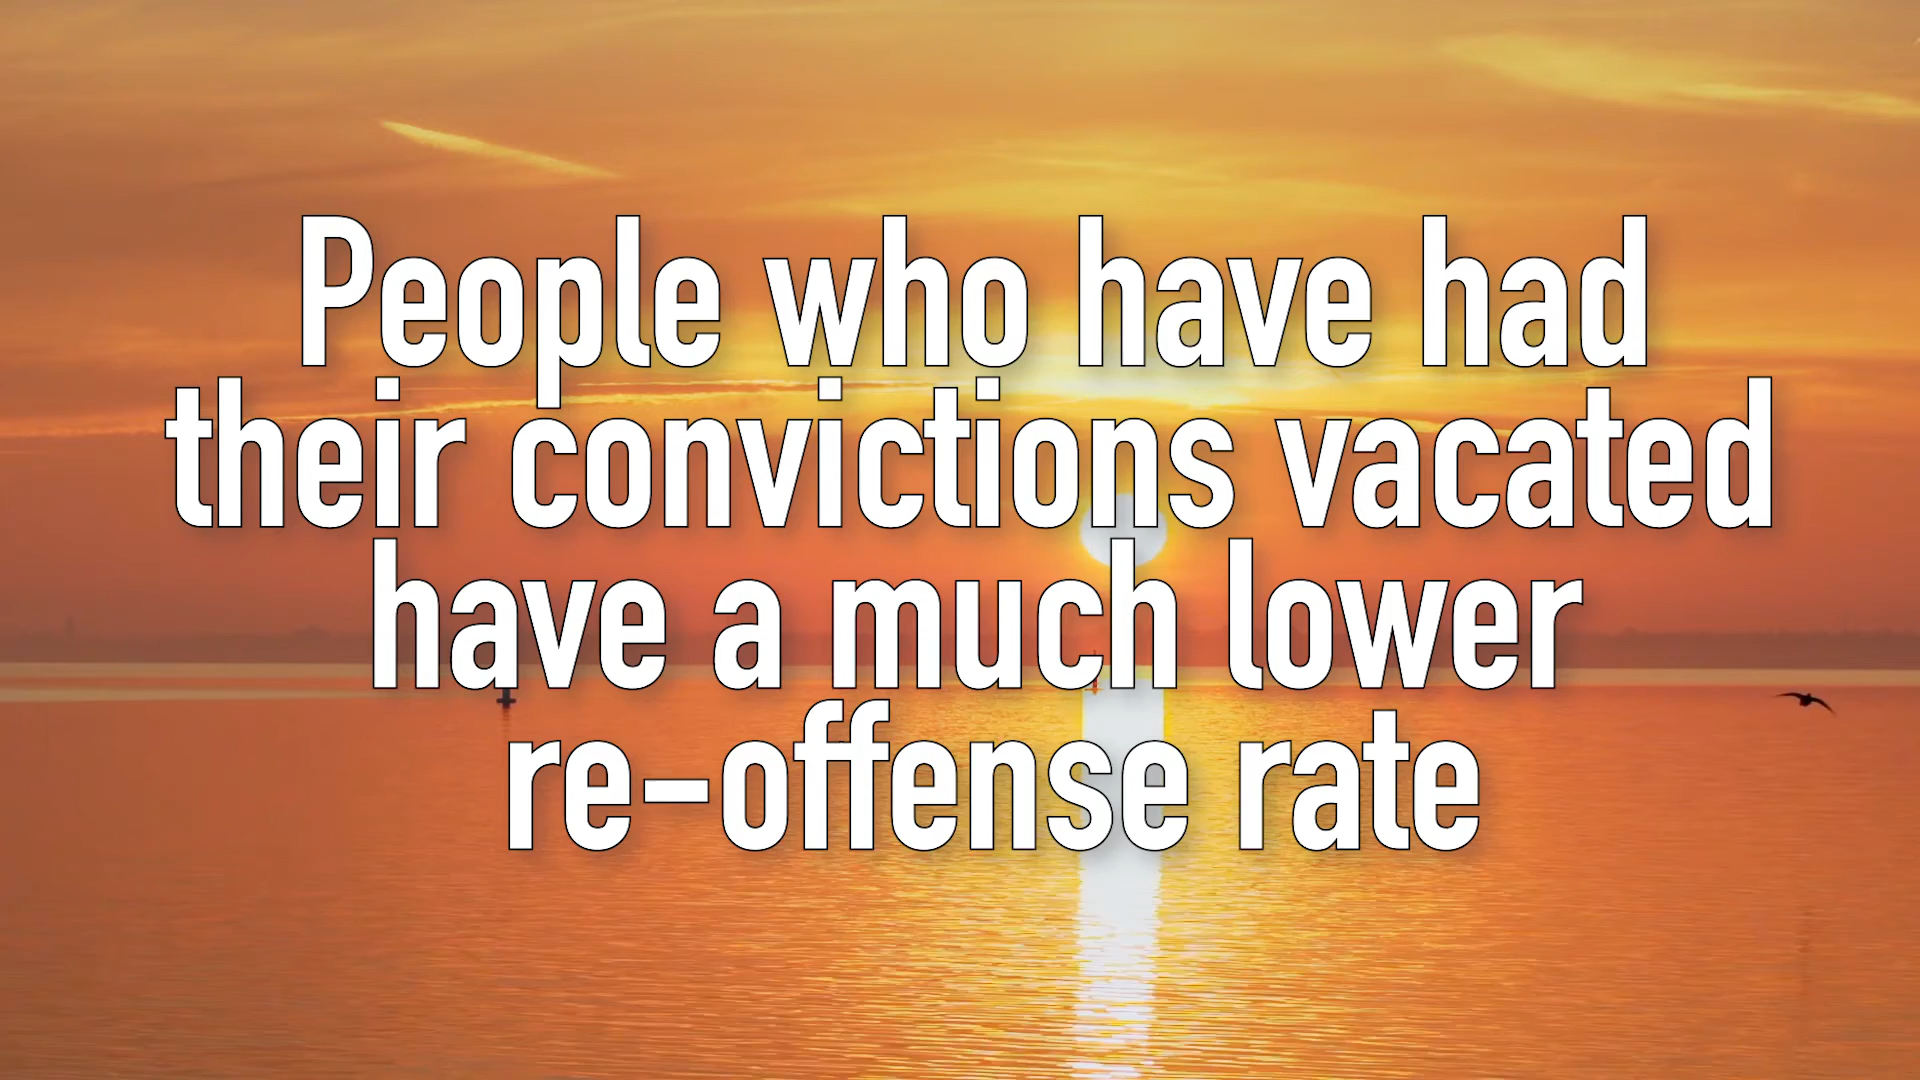 People who have had
their convictions vacated
have a much lower
re-offense rate